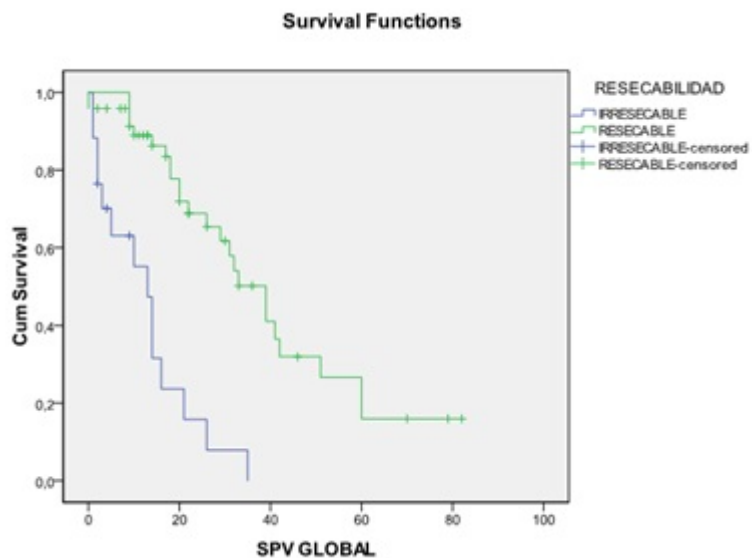 Survival Functions
RESECABILIDAD
IRRESECABLE
RESECABLE
IRRESECABLE-censored
RESECABLE-censored
Cum Survival
1,0
0,8
0,6
0,4
0,2
0,0
0 20 40 60 80 100
SPV GLOBAL